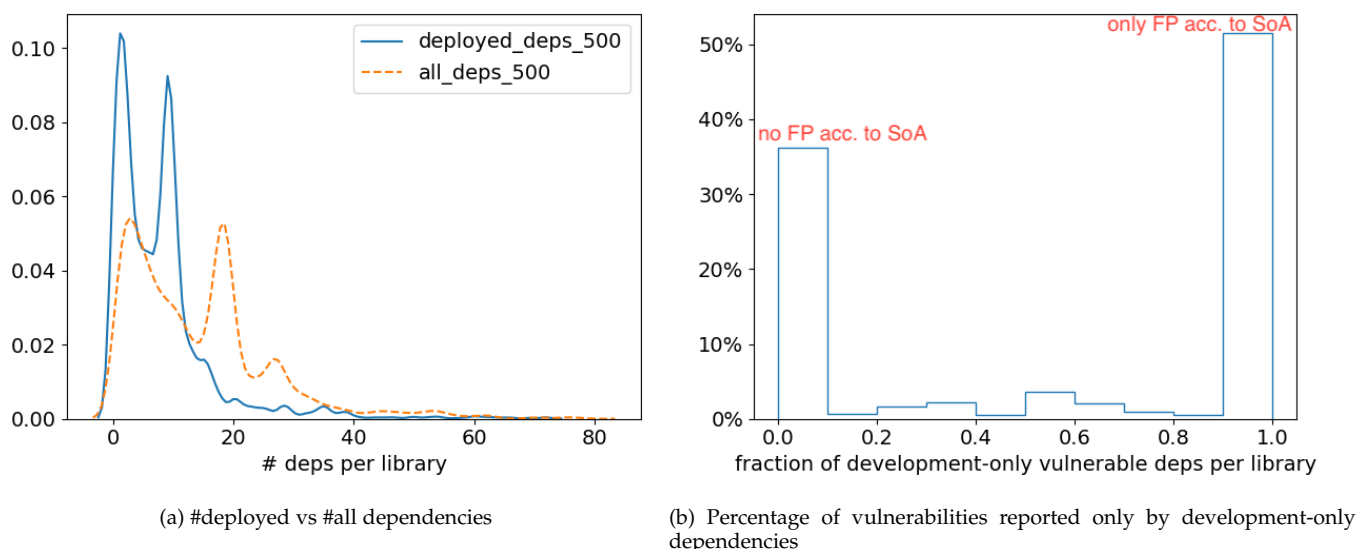 0.10
0.08
0.06
0.04
0.02
0.00
0
20
40
60
80
# deps per library
deployed_deps_500
all_deps_500
(a) #deployed vs #all dependencies
50%
40%
30%
20%
10%
0%
0.0
0.2
0.4
0.6
0.8
1.0
no FP acc. to SoA
only FP acc. to SoA
fraction of development-only vulnerable deps per library
(b) Percentage of vulnerabilities reported only by development-only
dependencies